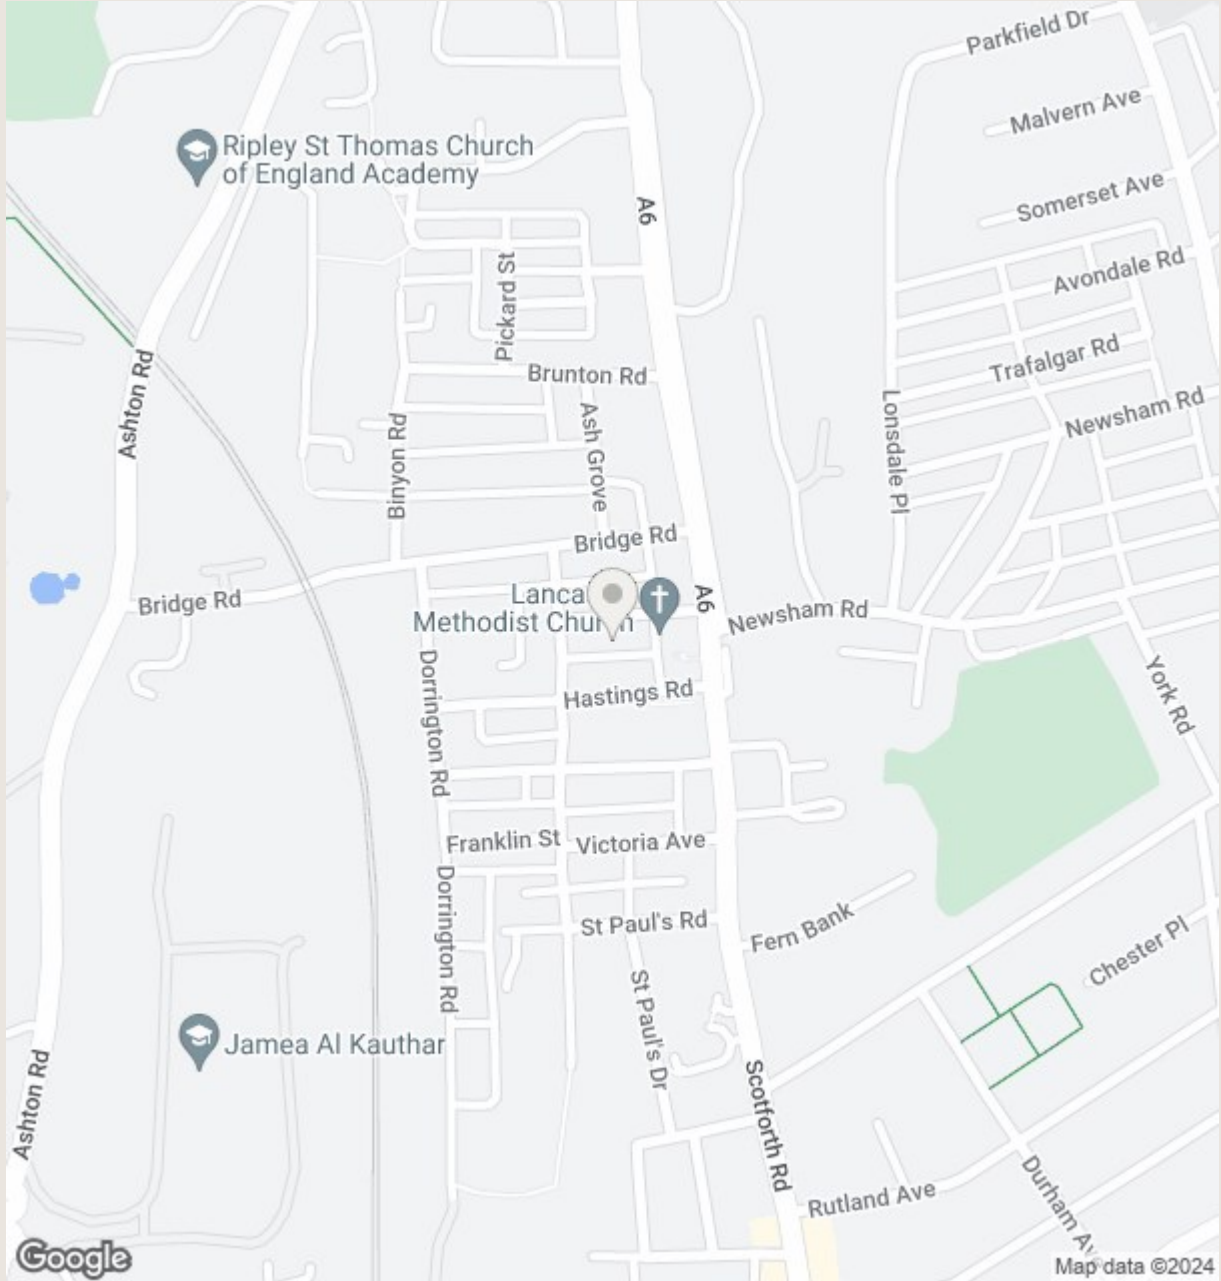 Parkfield Dr
Malvern Ave
Ripley St Thomas Church
of England Academy
Somerset Ave
A6
Avondale Rd
Pickard St
Trafalgar Rd
Brunton Rd
Ashton Rd
Newsham Rd
Lonsdale Pl
Ash Grove
Binyon Rd
Bridge Rd
Bridge Rd
Lanca
Methodist Church
A6
Newsham Rd
Dorrington Rd
York Rd
Hastings Rd
Franklin St
Victoria Ave
Dorrington Rd
St Paul's Rd
Fern Bank
Chester Pl
St Paul's Dr
Jamea Al Kauthar
Ashton Rd
Scotforth Rd
Rutland Ave
Durham Ave
Google
Map data ©2024